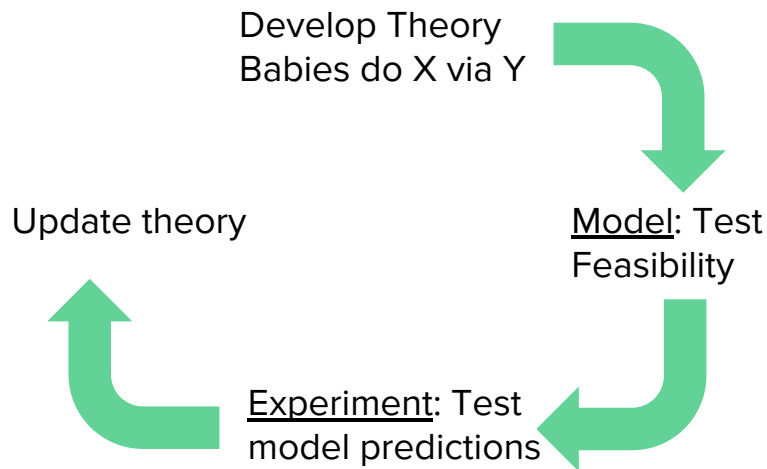 Develop Theory
Babies do X via Y
Update theory
Model: Test
Feasibility
Experiment: Test
model predictions